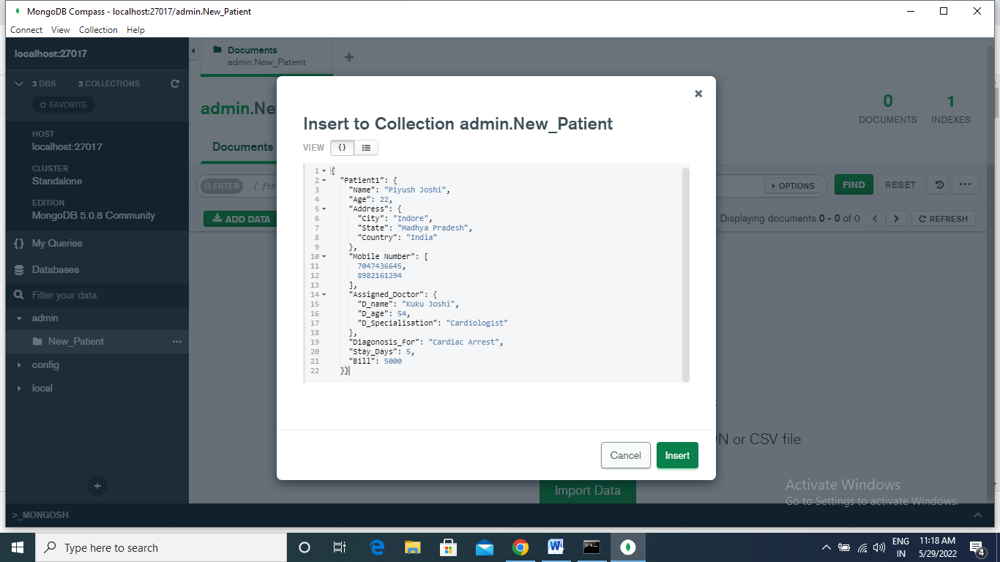 MongoDB Compass - localhost:27017/admin.New_Patient
Connect View Collection Help
localhost:27017
3 DBS 3 COLLECTIONS
FAVORITE
HOST
localhost:27017
CLUSTER
Standalone
EDITION
MongoDB 5.0.8 Community
My Queries
Databases
Filter your data
admin
New_Patient
config
local
>_MONGOSH
Documents
admin.New_Patient
admin.Ne
0
DOCUMENTS
1
INDEXES
Documents
FILTER { fie
OPTIONS
FIND
RESET
ADD DATA
Displaying documents 0 - 0 of 0
REFRESH
Insert to Collection admin.New_Patient
VIEW {}
1 {
2 "Patient1": {
3 "Name": "Piyush Joshi",
4 "Age": 22,
5 "Address": {
6 "City": "Indore",
7 "State": "Madhya Pradesh",
8 "Country": "India"
9 },
10 "Mobile Number": [
11 7047436645,
12 8982161294
13 ],
14 "Assigned_Doctor": {
15 "D_name": "Kuku Joshi",
16 "D_age": 54,
17 "D_Specialisation": "Cardiologist"
18 },
19 "Diagonosis_For": "Cardiac Arrest",
20 "Stay_Days": 5,
21 "Bill": 5000
22 }}
Cancel
Insert
N or CSV file
Import Data
Activate Windows
Go to Settings to activate Windows.
Type here to search
ENG
IN
11:18 AM
5/29/2022
4